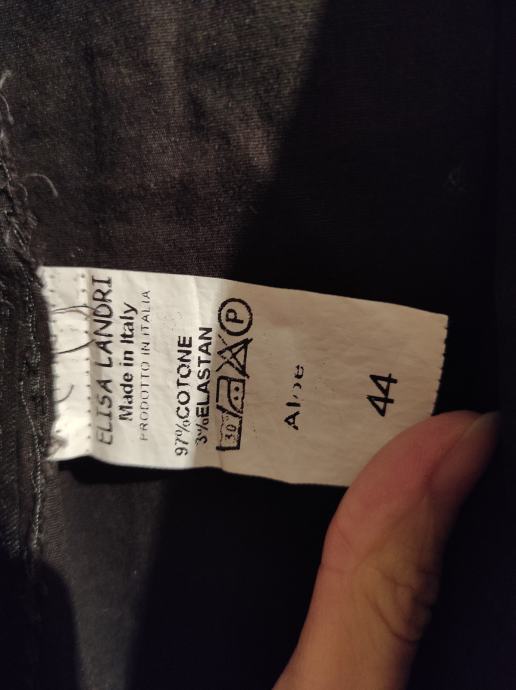 ELISA LANDRI
Made in Italy
PRODOTTO IN ITALIA
97%COTONE
3%ELASTAN
30° P
44